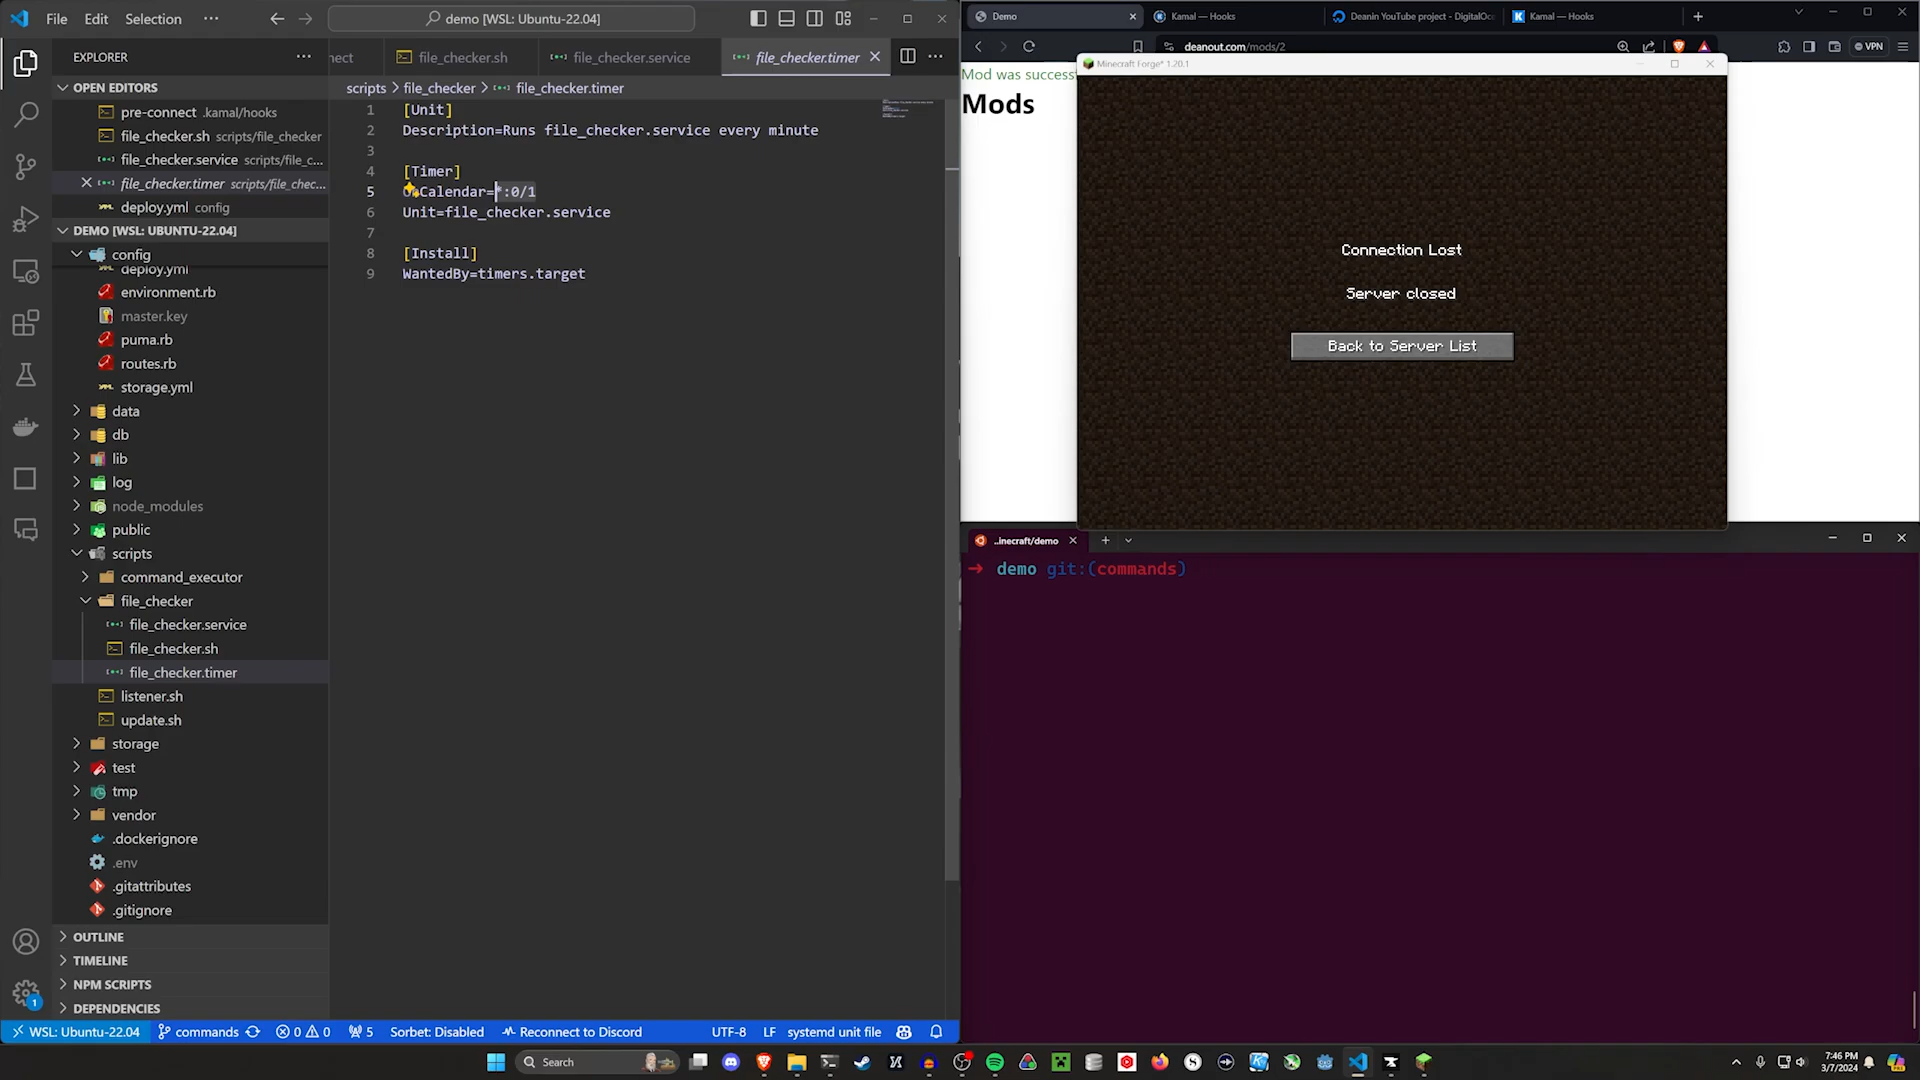 File Edit Selection ··· demo [WSL: Ubuntu-22.04]
EXPLORER
OPEN EDITORS
pre-connect .kamal/hooks
file_checker.sh scripts/file_checker
file_checker.service scripts/file_c...
file_checker.timer scripts/file_chec...
deploy.yml config
DEMO [WSL: UBUNTU-22.04]
config
deploy.yml
environment.rb
master.key
puma.rb
routes.rb
storage.yml
data
db
lib
log
node_modules
public
scripts
command_executor
file_checker
file_checker.service
file_checker.sh
file_checker.timer
listener.sh
update.sh
storage
test
tmp
vendor
.dockerignore
.env
.gitattributes
.gitignore
OUTLINE
TIMELINE
NPM SCRIPTS
DEPENDENCIES
nect file_checker.sh file_checker.service file_checker.timer
scripts > file_checker > file_checker.timer
1 [Unit]
2 Description=Runs file_checker.service every minute
3
4 [Timer]
5 Calendar=*:0/1
6 Unit=file_checker.service
7
8 [Install]
9 WantedBy=timers.target
WSL: Ubuntu-22.04 commands 0 0 5 Sorbet: Disabled Reconnect to Discord UTF-8 LF systemd unit file
Demo Kamal — Hooks Deanin YouTube project - DigitalOc Kamal — Hooks
deanout.com/mods/2 VPN
Mod was success
Mods
Minecraft Forge* 1.20.1
Connection Lost
Server closed
Back to Server List
..inecraft/demo
→ demo git:(commands)
Search
7:46 PM
3/7/2024